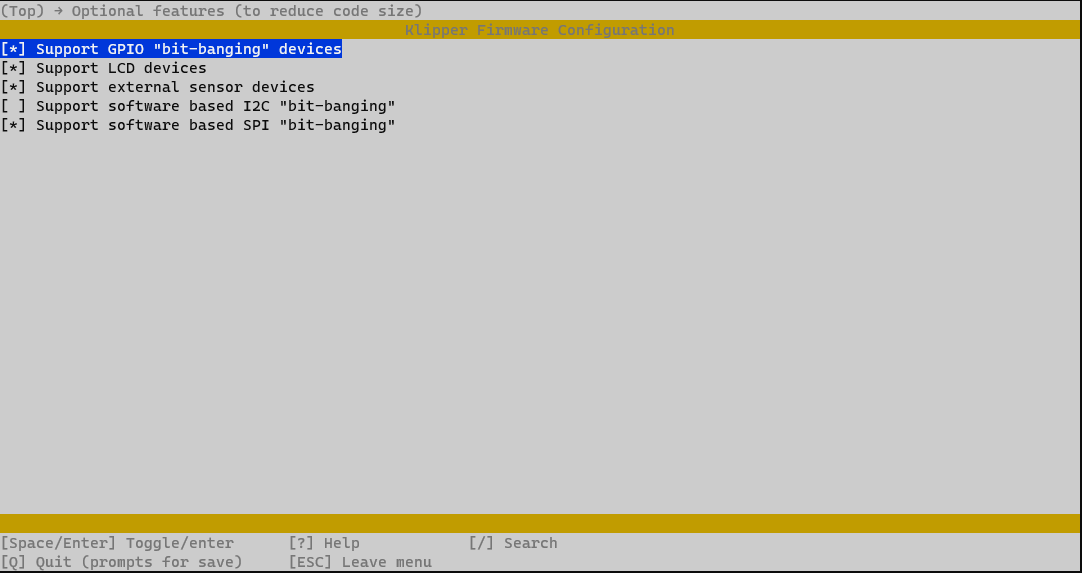 (Top) → Optional features (to reduce code size)
Klipper Firmware Configuration
[*] Support GPIO "bit-banging" devices
[*] Support LCD devices
[*] Support external sensor devices
[ ] Support software based I2C "bit-banging"
[*] Support software based SPI "bit-banging"
[Space/Enter] Toggle/enter [?] Help [/] Search
[Q] Quit (prompts for save) [ESC] Leave menu